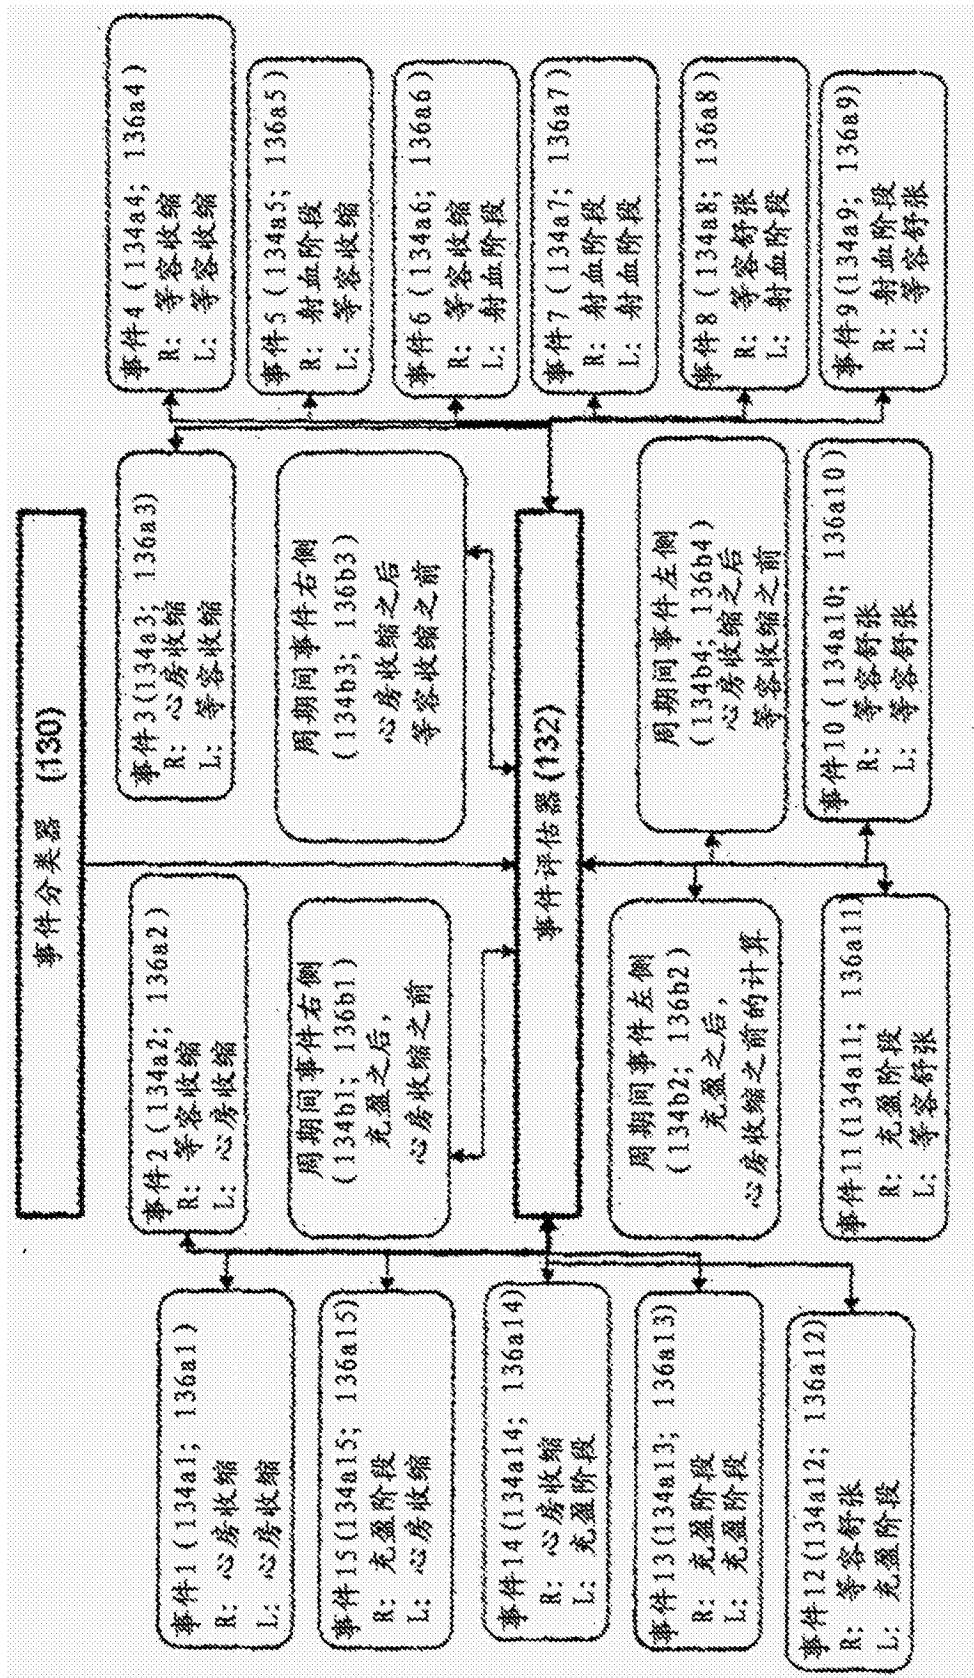 事件分类器 (130)
事件1 (134a1; 136a1)
R: 心房收缩
L: 心房收缩
事件2 (134a2; 136a2)
R: 等容收缩
L: 心房收缩
事件3(134a3; 136a3)
R: 心房收缩
L: 等容收缩
事件4 (134a4; 136a4)
R: 等容收缩
L: 等容收缩
事件15(134a15; 136a15)
R: 充盈阶段
L: 心房收缩
周期间事件右侧
(134b1; 136b1)
充盈之后，
心房收缩之前
周期间事件右侧
(134b3; 136b3)
心房收缩之后
等容收缩之前
事件5 (134a5; 136a5)
R: 射血阶段
L: 等容收缩
事件6 (134a6; 136a6)
R: 等容收缩
L: 射血阶段
事件14(134a14; 136a14)
R: 心房收缩
L: 充盈阶段
事件评估器(132)
事件7 (134a7; 136a7)
R: 射血阶段
L: 射血阶段
事件13(134a13; 136a13)
R: 充盈阶段
L: 充盈阶段
周期间事件左侧
(134b2; 136b2)
充盈之后，
心房收缩之前的计算
周期间事件左侧
(134b4; 136b4)
心房收缩之后
等容收缩之前
事件8 (134a8; 136a8)
R: 等容舒张
L: 射血阶段
事件12(134a12; 136a12)
R: 等容舒张
L: 充盈阶段
事件11(134a11; 136a11)
R: 充盈阶段
L: 等容舒张
事件10 (134a10; 136a10)
R: 等容舒张
L: 等容舒张
事件9(134a9; 136a9)
R: 射血阶段
L: 等容舒张